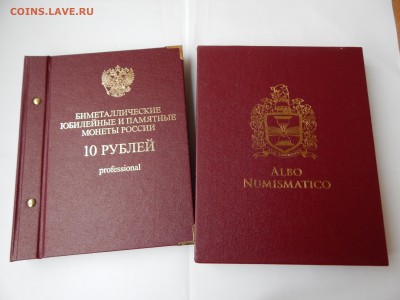 COINS.LAVE.RU
БИМЕТАЛЛИЧЕСКИЕ
ЮБИЛЕЙНЫЕ И ПАМЯТНЫЕ
МОНЕТЫ РОССИИ
10 РУБЛЕЙ
professional
ALBO
NUMISMATICO